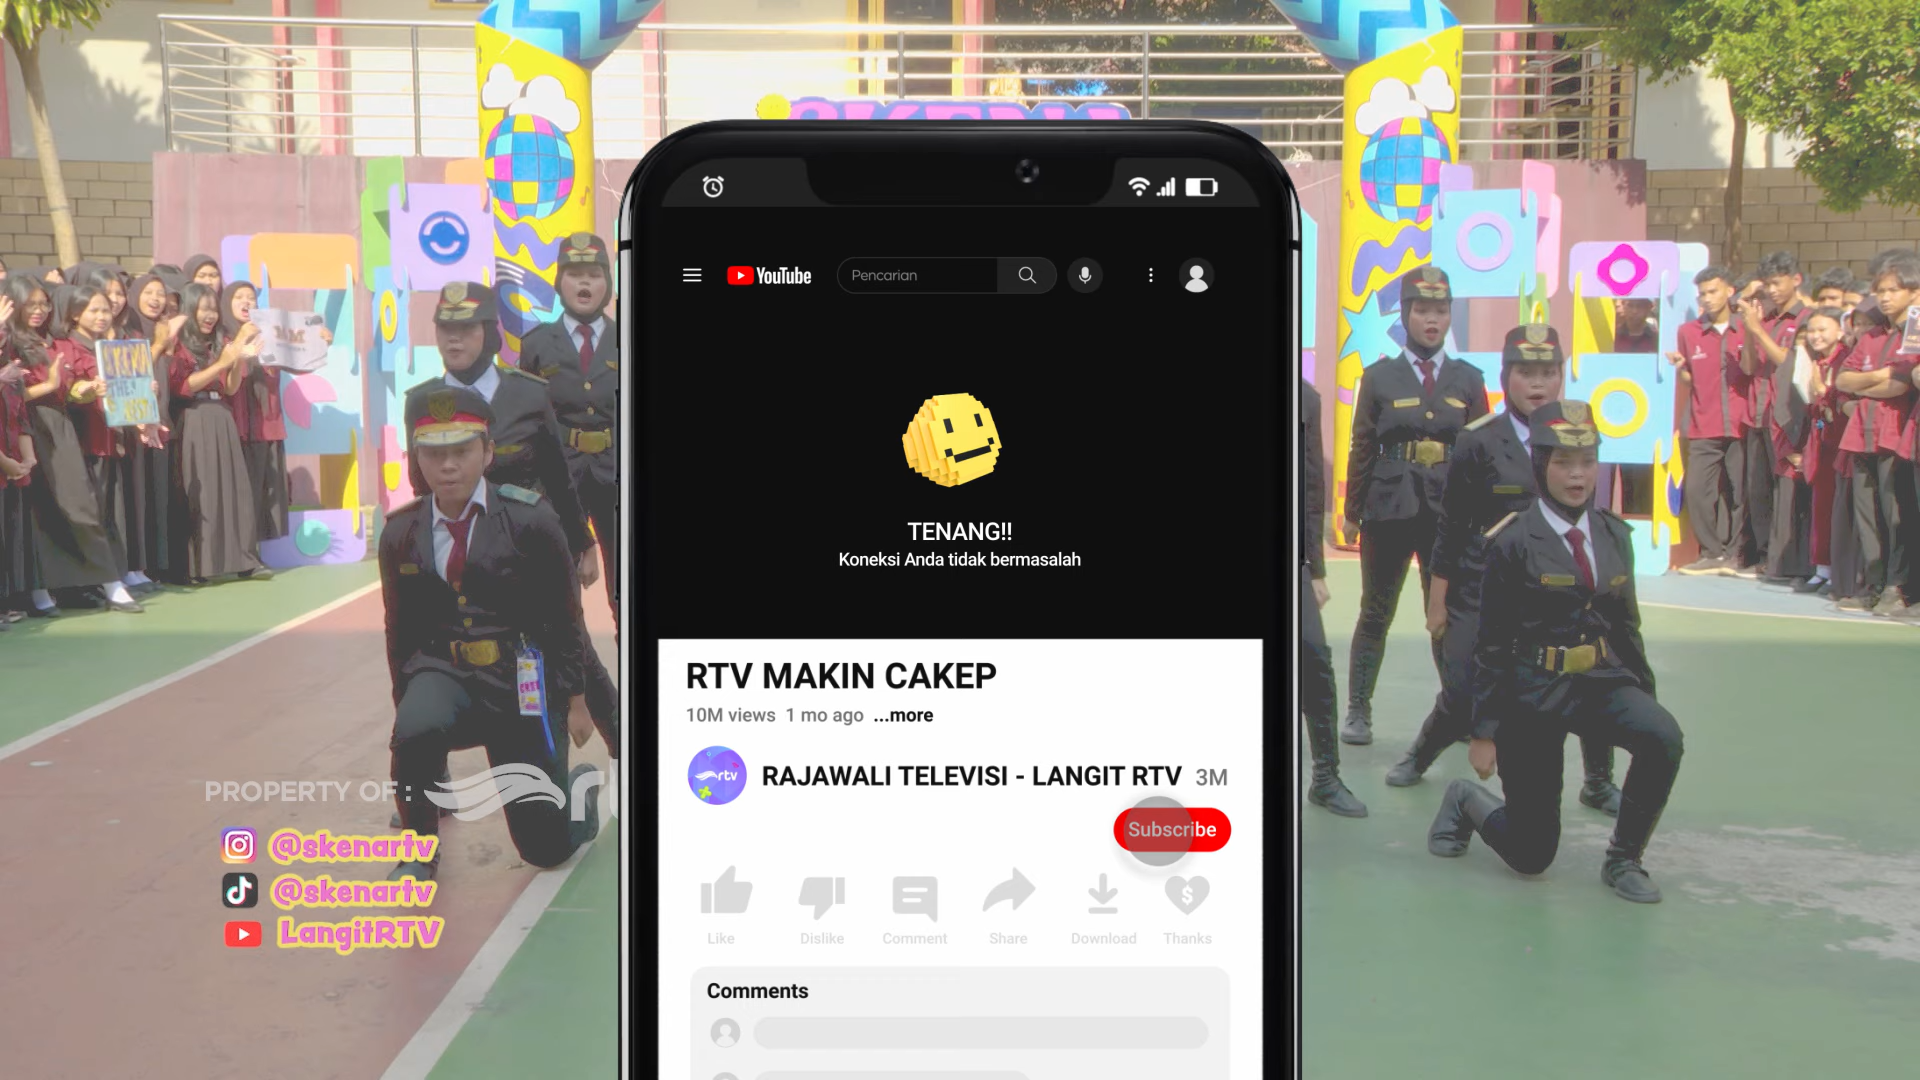 YouTube
Pencarian
TENANG!!
Koneksi Anda tidak bermasalah
RTV MAKIN CAKEP
10M views 1 mo ago ...more
rtv
RAJAWALI TELEVISI - LANGIT RTV 3M
Subscribe
Like Dislike Comment Share Download Thanks
Comments
PROPERTY OF :
@skenartv
@skenartv
LangitRTV